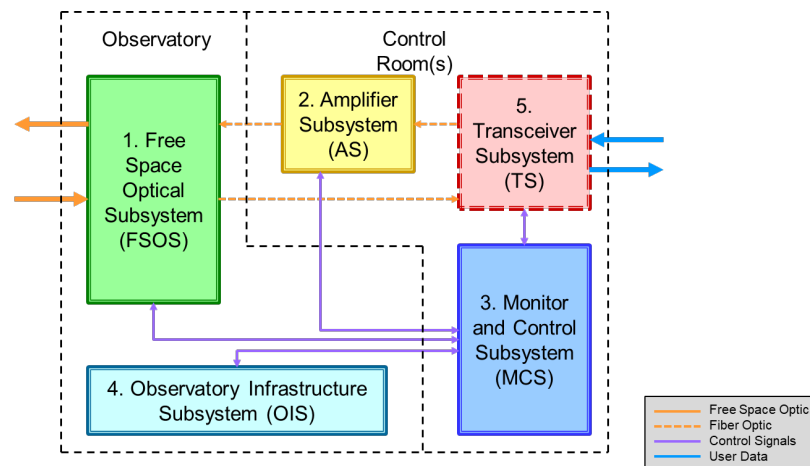 Observatory
Control
Room(s)
1. Free
Space
Optical
Subsystem
(FSOS)
2. Amplifier
Subsystem
(AS)
5.
Transceiver
Subsystem
(TS)
3. Monitor
and Control
Subsystem
(MCS)
4. Observatory Infrastructure
Subsystem (OIS)
Free Space Optic
Fiber Optic
Control Signals
User Data